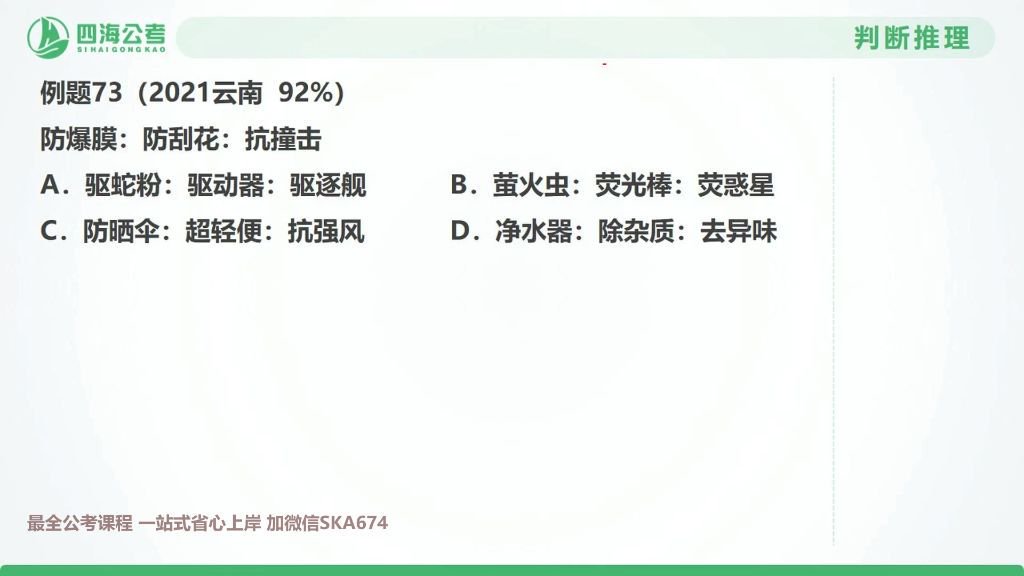 四海公考
SIHAIGONGKAO
判断推理
例题73（2021云南 92%）
防爆膜：防刮花：抗撞击
A．驱蛇粉：驱动器：驱逐舰
B．萤火虫：荧光棒：荧惑星
C．防晒伞：超轻便：抗强风
D．净水器：除杂质：去异味
最全公考课程 一站式省心上岸 加微信SKA674